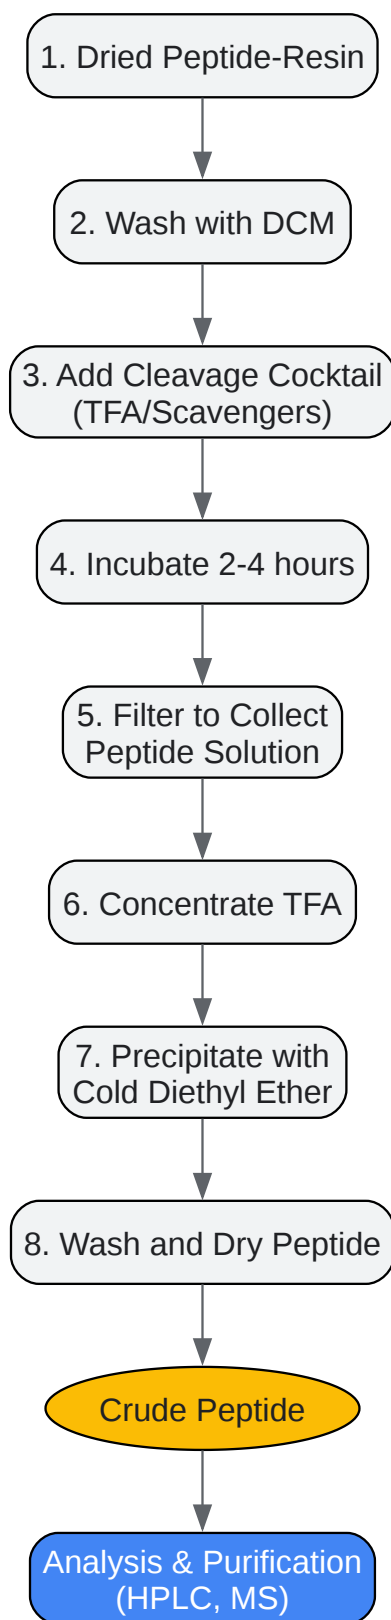 1. Dried Peptide-Resin
2. Wash with DCM
3. Add Cleavage Cocktail
(TFA/Scavengers)
4. Incubate 2-4 hours
5. Filter to Collect
Peptide Solution
6. Concentrate TFA
7. Precipitate with
Cold Diethyl Ether
8. Wash and Dry Peptide
Crude Peptide
Analysis & Purification
(HPLC, MS)